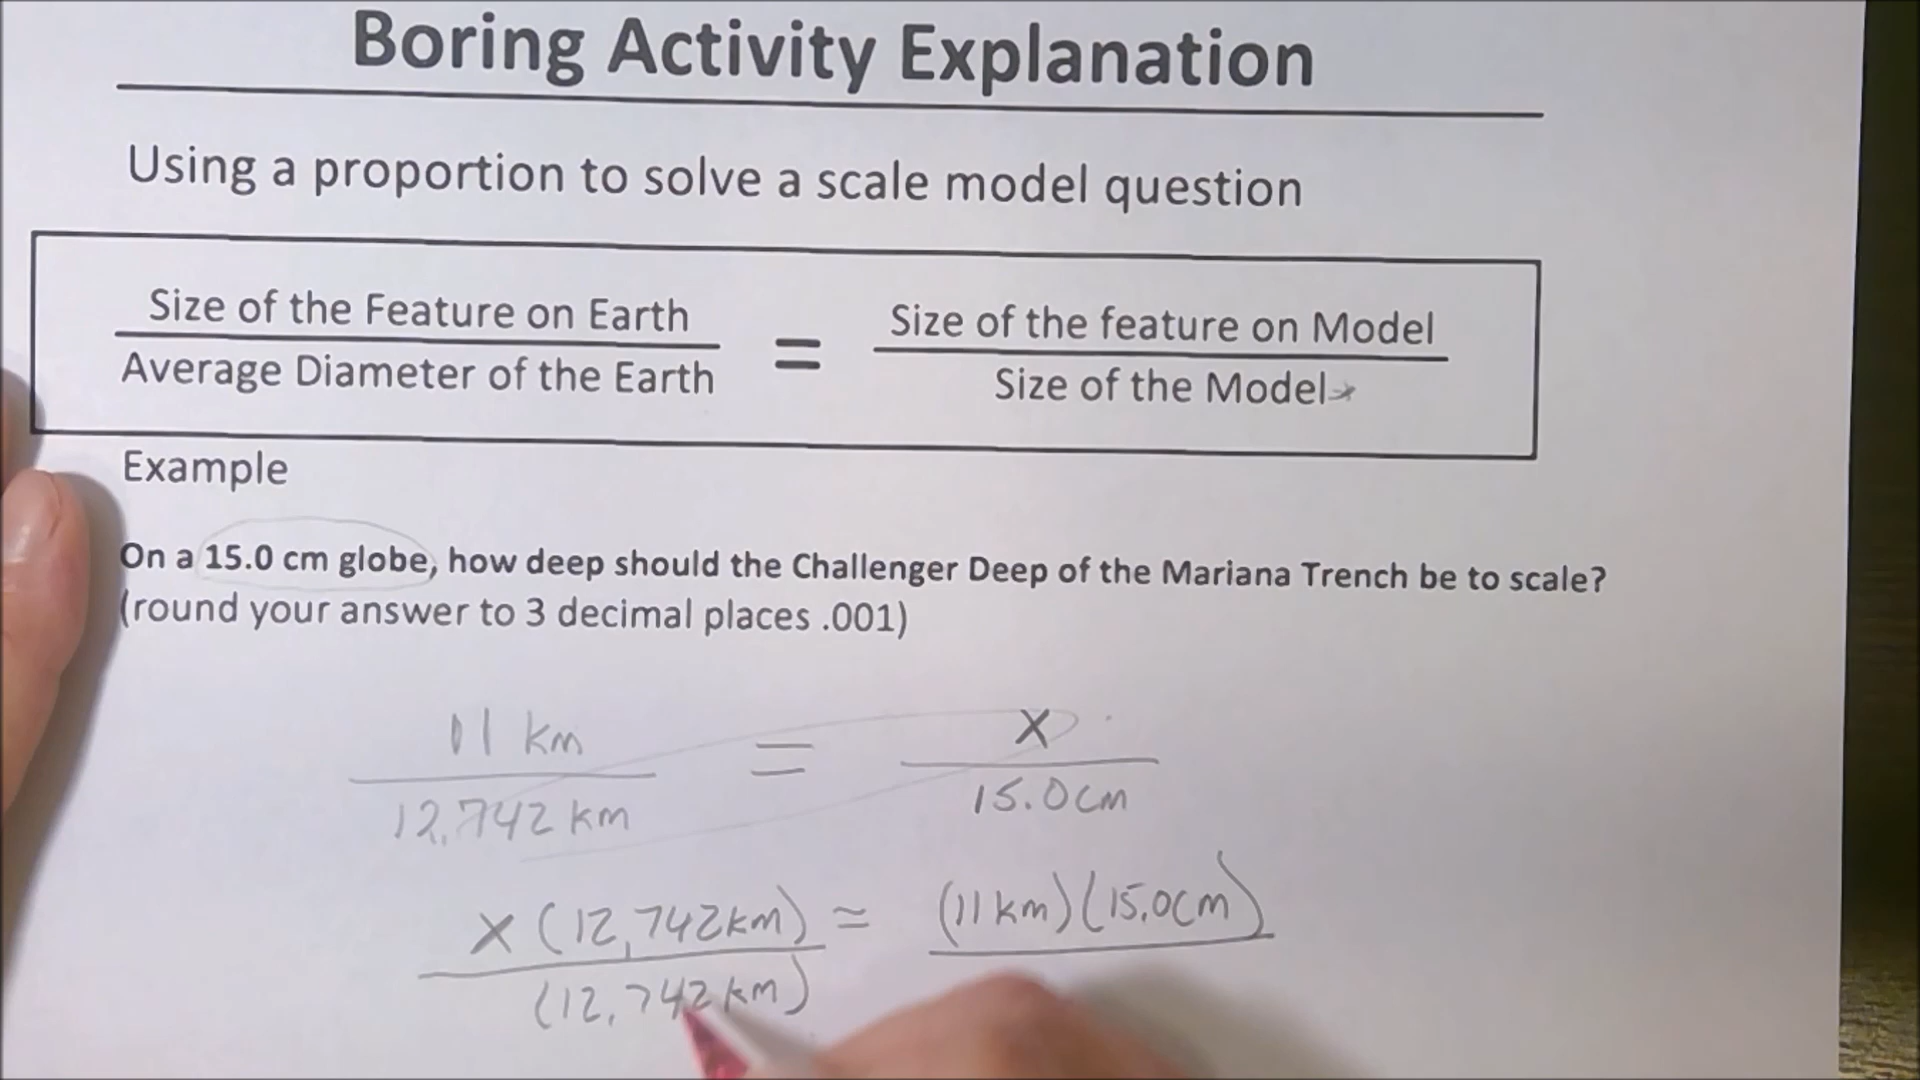 Boring Activity Explanation
Using a proportion to solve a scale model question
Size of the Feature on Earth
Average Diameter of the Earth
=
Size of the feature on Model
Size of the Model
Example
On a 15.0 cm globe, how deep should the Challenger Deep of the Mariana Trench be to scale?
(round your answer to 3 decimal places .001)
11 km = x
12,742 km 15.0cm
x (12,742km) = (11km)(15.0cm)
(12,742km)